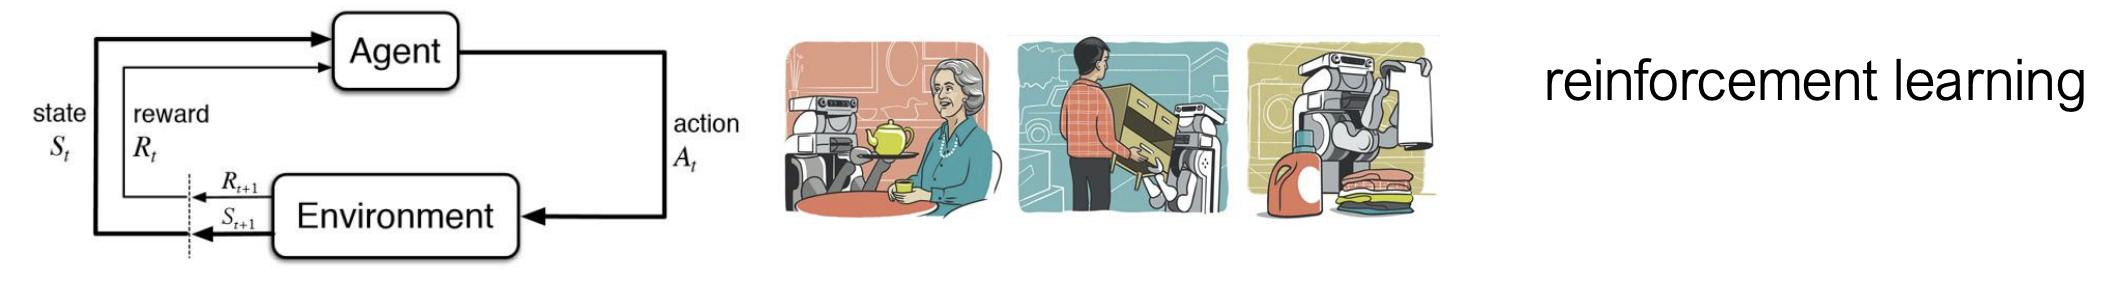 Agent
state
S_t
reward
R_t
action
A_t
R_{t+1}
S_{t+1}
Environment
reinforcement learning